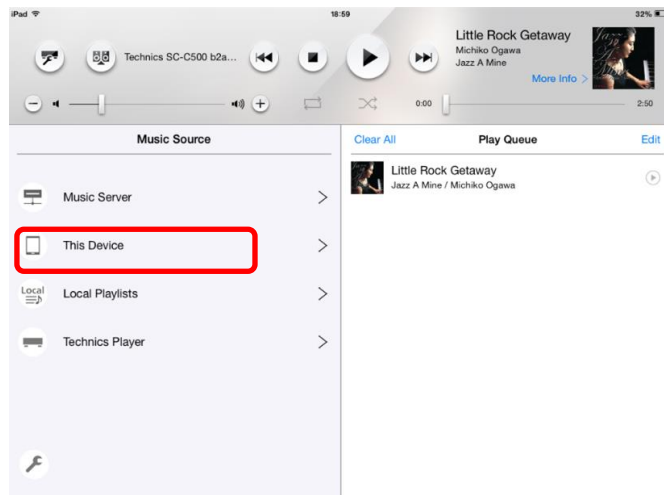 iPad 18:59 32%
Little Rock Getaway
Technics SC-C500 b2a...
Michiko Ogawa
Jazz A Mine
More Info >
0:00 2:50
Music Source
Clear All Play Queue Edit
Music Server
This Device
Local Playlists
Technics Player
Local
Little Rock Getaway
Jazz A Mine / Michiko Ogawa